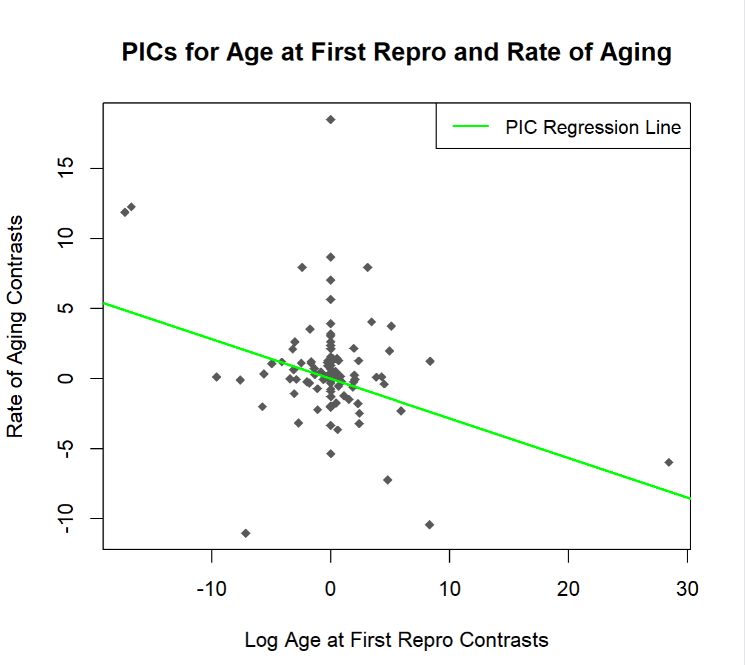 PICs for Age at First Repro and Rate of Aging
PIC Regression Line
Rate of Aging Contrasts
15
10
5
0
-5
-10
-10 0 10 20 30
Log Age at First Repro Contrasts